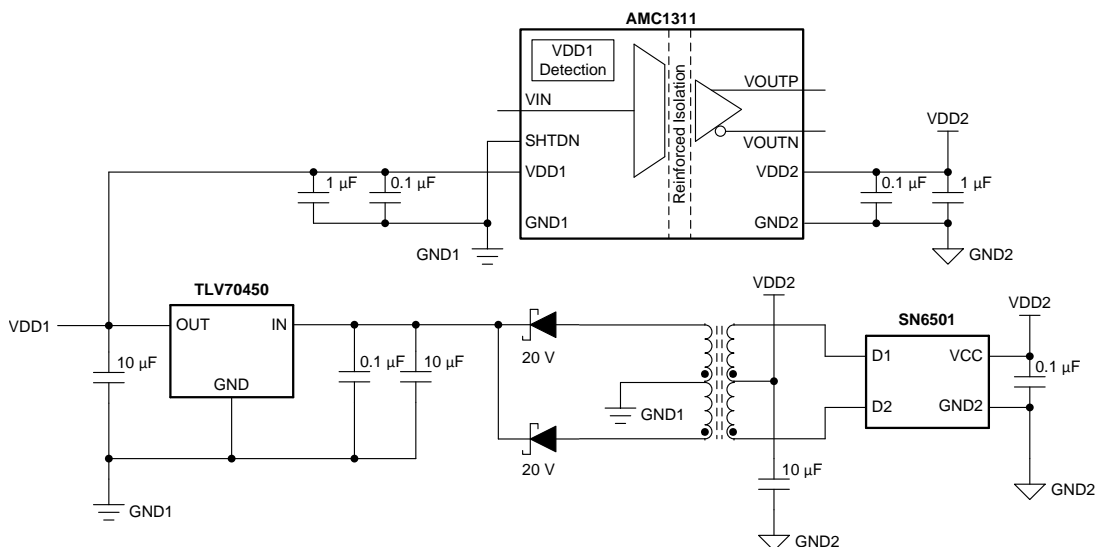 AMC1311
VDD1
Detection
VIN
SHTDN
VDD1
GND1
Reinforced Isolation
VOUTP
VOUTN
VDD2
GND2
VDD2
1 µF
0.1 µF
GND1
0.1 µF
1 µF
GND2
TLV70450
VDD1
OUT
IN
GND
10 µF
0.1 µF
10 µF
GND1
20 V
20 V
GND1
VDD2
10 µF
GND2
SN6501
D1
VCC
D2
GND2
VDD2
0.1 µF
GND2